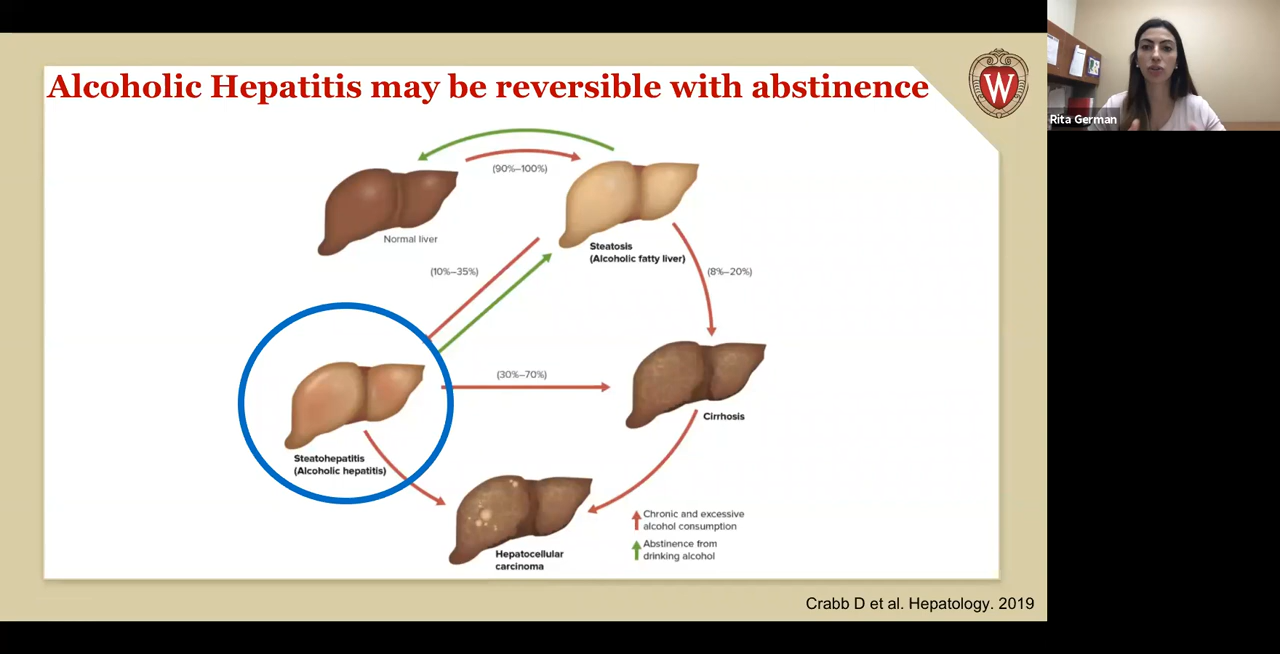 Alcoholic Hepatitis may be reversible with abstinence
W
Rita German
(90%–100%)
Normal liver
Steatosis
(Alcoholic fatty liver)
(10%–35%)
(8%–20%)
(30%–70%)
Cirrhosis
Steatohepatitis
(Alcoholic hepatitis)
Hepatocellular
carcinoma
Chronic and excessive
alcohol consumption
Abstinence from
drinking alcohol
Crabb D et al. Hepatology. 2019